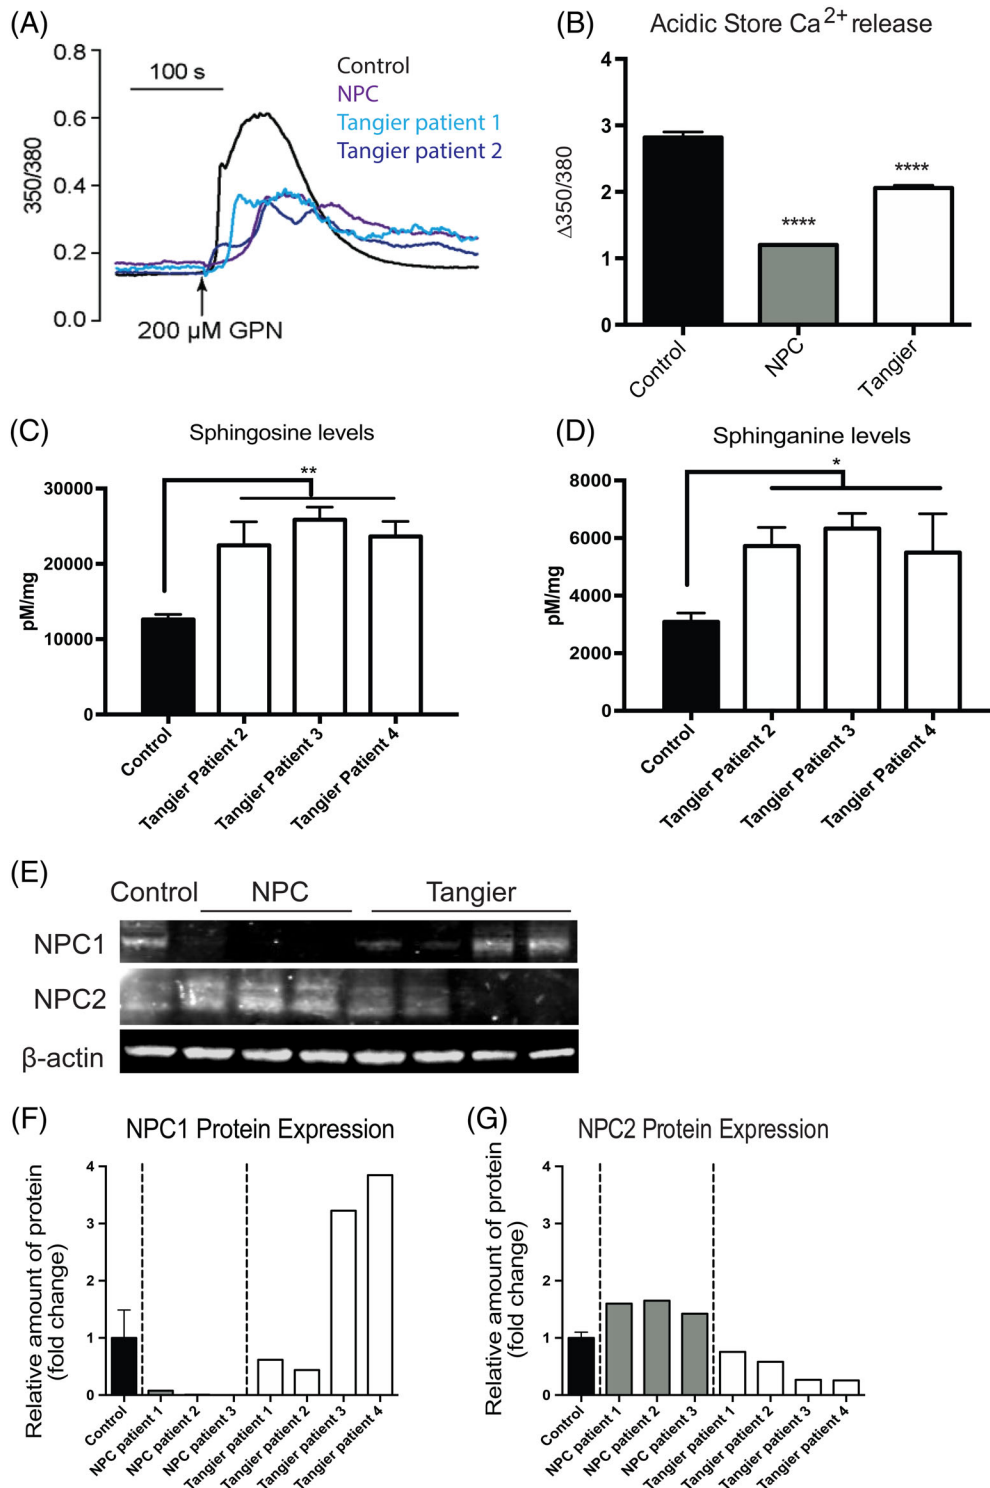 (A)
0.8
0.6
0.4
0.2
0.0
350/380
100 s
Control
NPC
Tangier patient 1
Tangier patient 2
200 µM GPN
(B)
Acidic Store Ca2+ release
4
3
2
1
0
Δ350/380
****
****
Control
NPC
Tangier
(C)
Sphingosine levels
**
30000
20000
10000
0
pM/mg
Control
Tangier Patient 2
Tangier Patient 3
Tangier Patient 4
(D)
Sphinganine levels
*
8000
6000
4000
2000
0
pM/mg
Control
Tangier Patient 2
Tangier Patient 3
Tangier Patient 4
(E)
Control NPC Tangier
NPC1
NPC2
β-actin
(F)
NPC1 Protein Expression
4
3
2
1
0
Relative amount of protein
(fold change)
Control
NPC patient 1
NPC patient 2
NPC patient 3
Tangier patient 1
Tangier patient 2
Tangier patient 3
Tangier patient 4
(G)
NPC2 Protein Expression
4
3
2
1
0
Relative amount of protein
(fold change)
Control
NPC patient 1
NPC patient 2
NPC patient 3
Tangier patient 1
Tangier patient 2
Tangier patient 3
Tangier patient 4